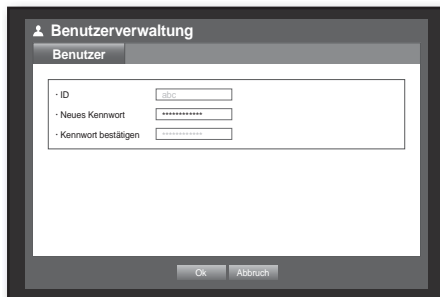 Benutzerverwaltung
Benutzer
· ID abc
· Neues Kennwort ************
· Kennwort bestätigen ************
Ok Abbruch